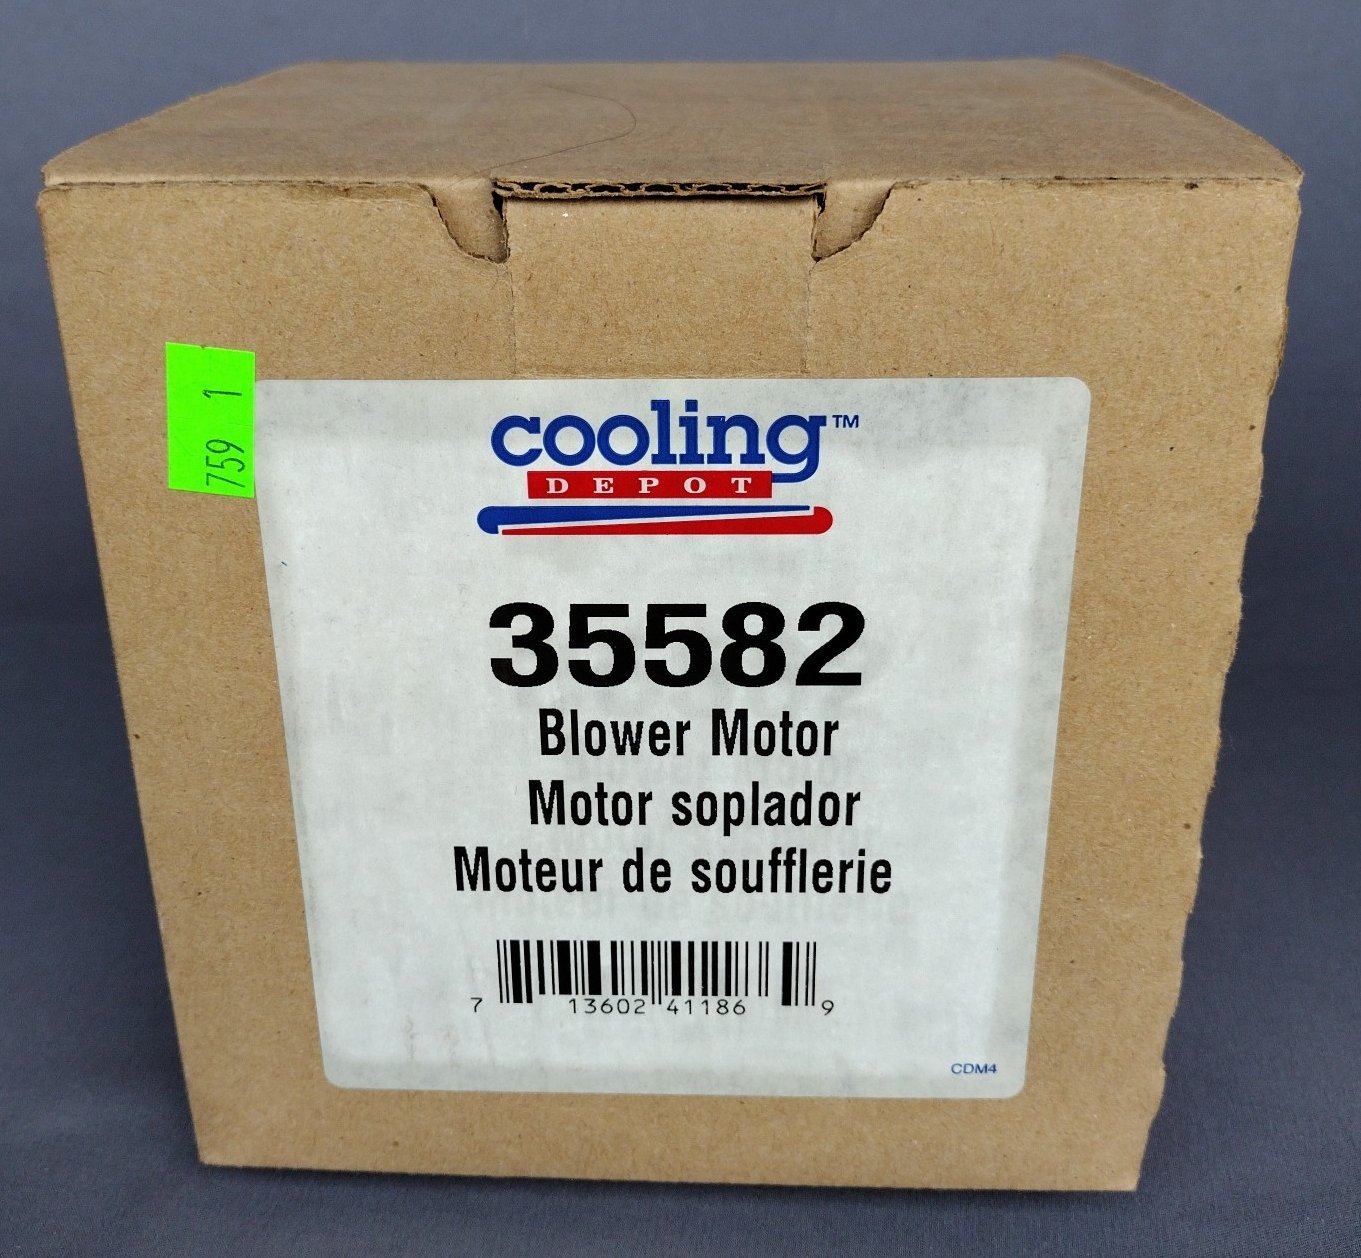 759 1
cooling™
DEPOT
35582
Blower Motor
Motor soplador
Moteur de soufflerie
7 13602 41186 9
CDM4